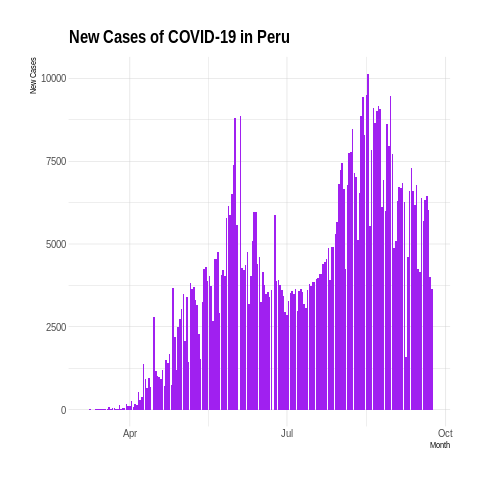 New Cases of COVID-19 in Peru
New Cases
10000
7500
5000
2500
0
Apr
Jul
Oct
Month